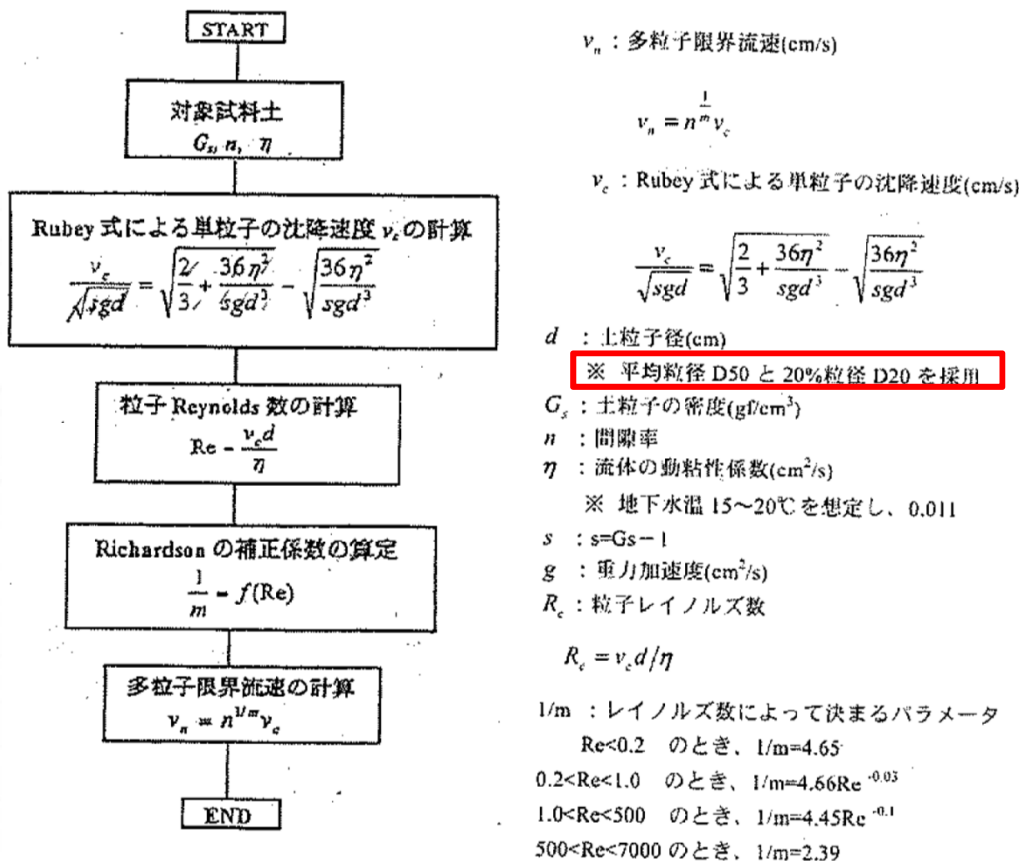 START
対象試料土
Gs, n, η
Rubey 式による単粒子の沈降速度 vcの計算
vc/√sgd = √(2/3 + 36η²/sgd³) − √(36η²/sgd³)
粒子 Reynolds 数の計算
Re = vcd/η
Richardson の補正係数の算定
1/m = f(Re)
多粒子限界流速の計算
vn = n^1/m vc
END
vn : 多粒子限界流速(cm/s)
vn = n^1/m vc
vc : Rubey 式による単粒子の沈降速度(cm/s)
vc/√sgd = √(2/3 + 36η²/sgd³) − √(36η²/sgd³)
d : 土粒子径(cm)
※ 平均粒径 D50 と 20%粒径 D20 を採用
Gs : 土粒子の密度(gf/cm³)
n : 間隙率
η : 流体の動粘性係数(cm²/s)
※ 地下水温 15～20℃を想定し、0.011
s : s=Gs－1
g : 重力加速度(cm²/s)
Re : 粒子レイノルズ数
Re = vcd/η
1/m : レイノルズ数によって決まるパラメータ
Re<0.2 のとき、1/m=4.65
0.2<Re<1.0 のとき、1/m=4.66Re^-0.03
1.0<Re<500 のとき、1/m=4.45Re^-0.1
500<Re<7000 のとき、1/m=2.39